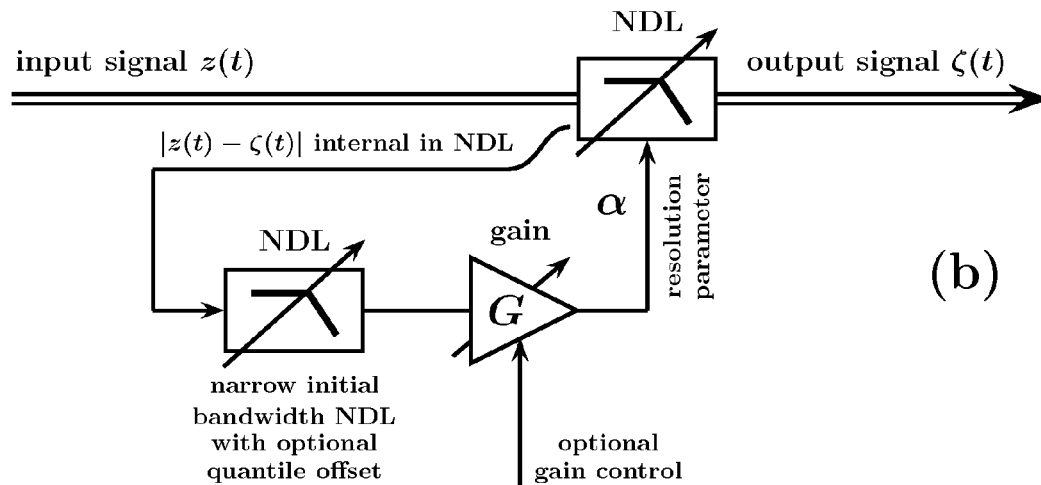 NDL
input signal z(t)
output signal ζ(t)
|z(t) − ζ(t)| internal in NDL
α
resolution
parameter
NDL
gain
G
(b)
narrow initial
bandwidth NDL
with optional
quantile offset
optional
gain control